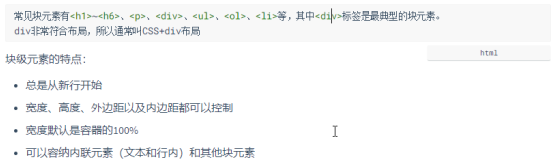 常见块元素有<h1>~<h6>、<p>、<div>、<ul>、<ol>、<li>等，其中<div>标签是最典型的块元素。
div非常符合布局，所以通常叫CSS+div布局
html
块级元素的特点：
• 总是从新行开始
• 宽度、高度、外边距以及内边距都可以控制
• 宽度默认是容器的100%
• 可以容纳内联元素（文本和行内）和其他块元素